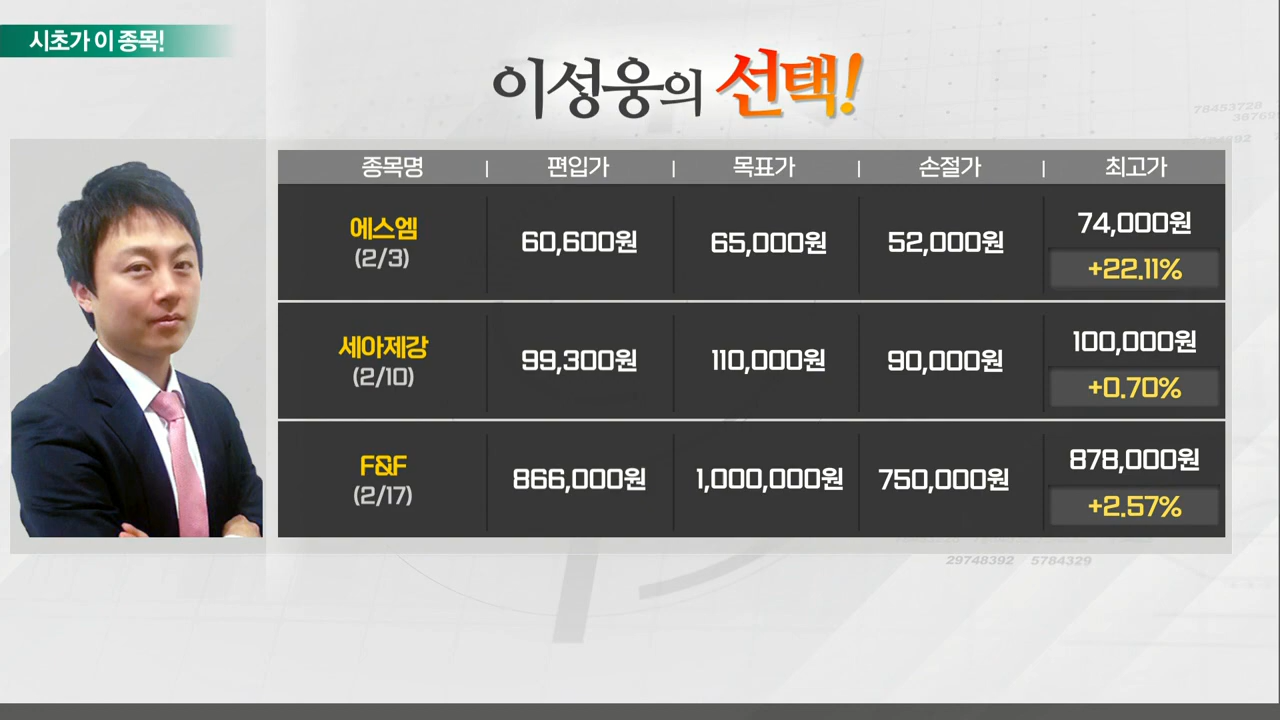 시초가 이 종목!
이성웅의 선택!
종목명 | 편입가 | 목표가 | 손절가 | 최고가
에스엠 (2/3) 60,600원 65,000원 52,000원 74,000원 +22.11%
세아제강 (2/10) 99,300원 110,000원 90,000원 100,000원 +0.70%
F&F (2/17) 866,000원 1,000,000원 750,000원 878,000원 +2.57%
78453728
29748392 5784329